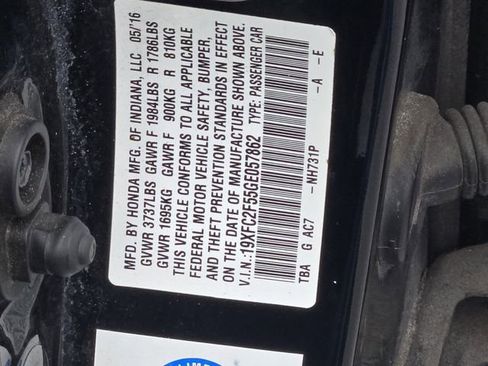 MFD. BY HONDA MFG. OF INDIANA, LLC 05/16
GVWR 3737LBS GAWR F 1984LBS R 1786LBS
GVWR 1695KG GAWR F 900KG R 810KG
THIS VEHICLE CONFORMS TO ALL APPLICABLE
FEDERAL MOTOR VEHICLE SAFETY, BUMPER,
AND THEFT PREVENTION STANDARDS IN EFFECT
ON THE DATE OF MANUFACTURE SHOWN ABOVE.
V.I.N.:19XFC2F55GE057862 TYPE: PASSENGER CAR
TBA G AC7 -NH731P -A -E